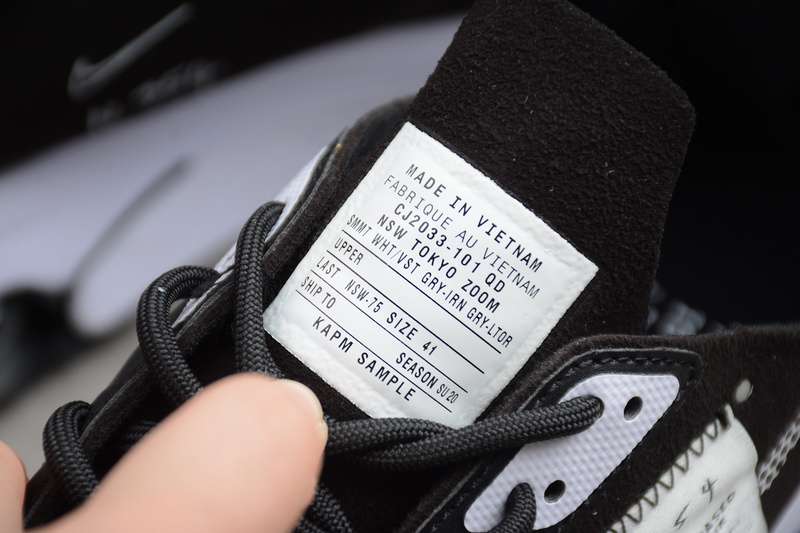 MADE IN VIETNAM
FABRIQUE AU VIETNAM
CJ2033-101 QD
NSW TOKYO ZOOM
SMMT WHT/VST GRY-IRN GRY-LTOR
UPPER
LAST NSW-75 SIZE 41
SHIP TO SEASON SU 20
KAPM SAMPLE